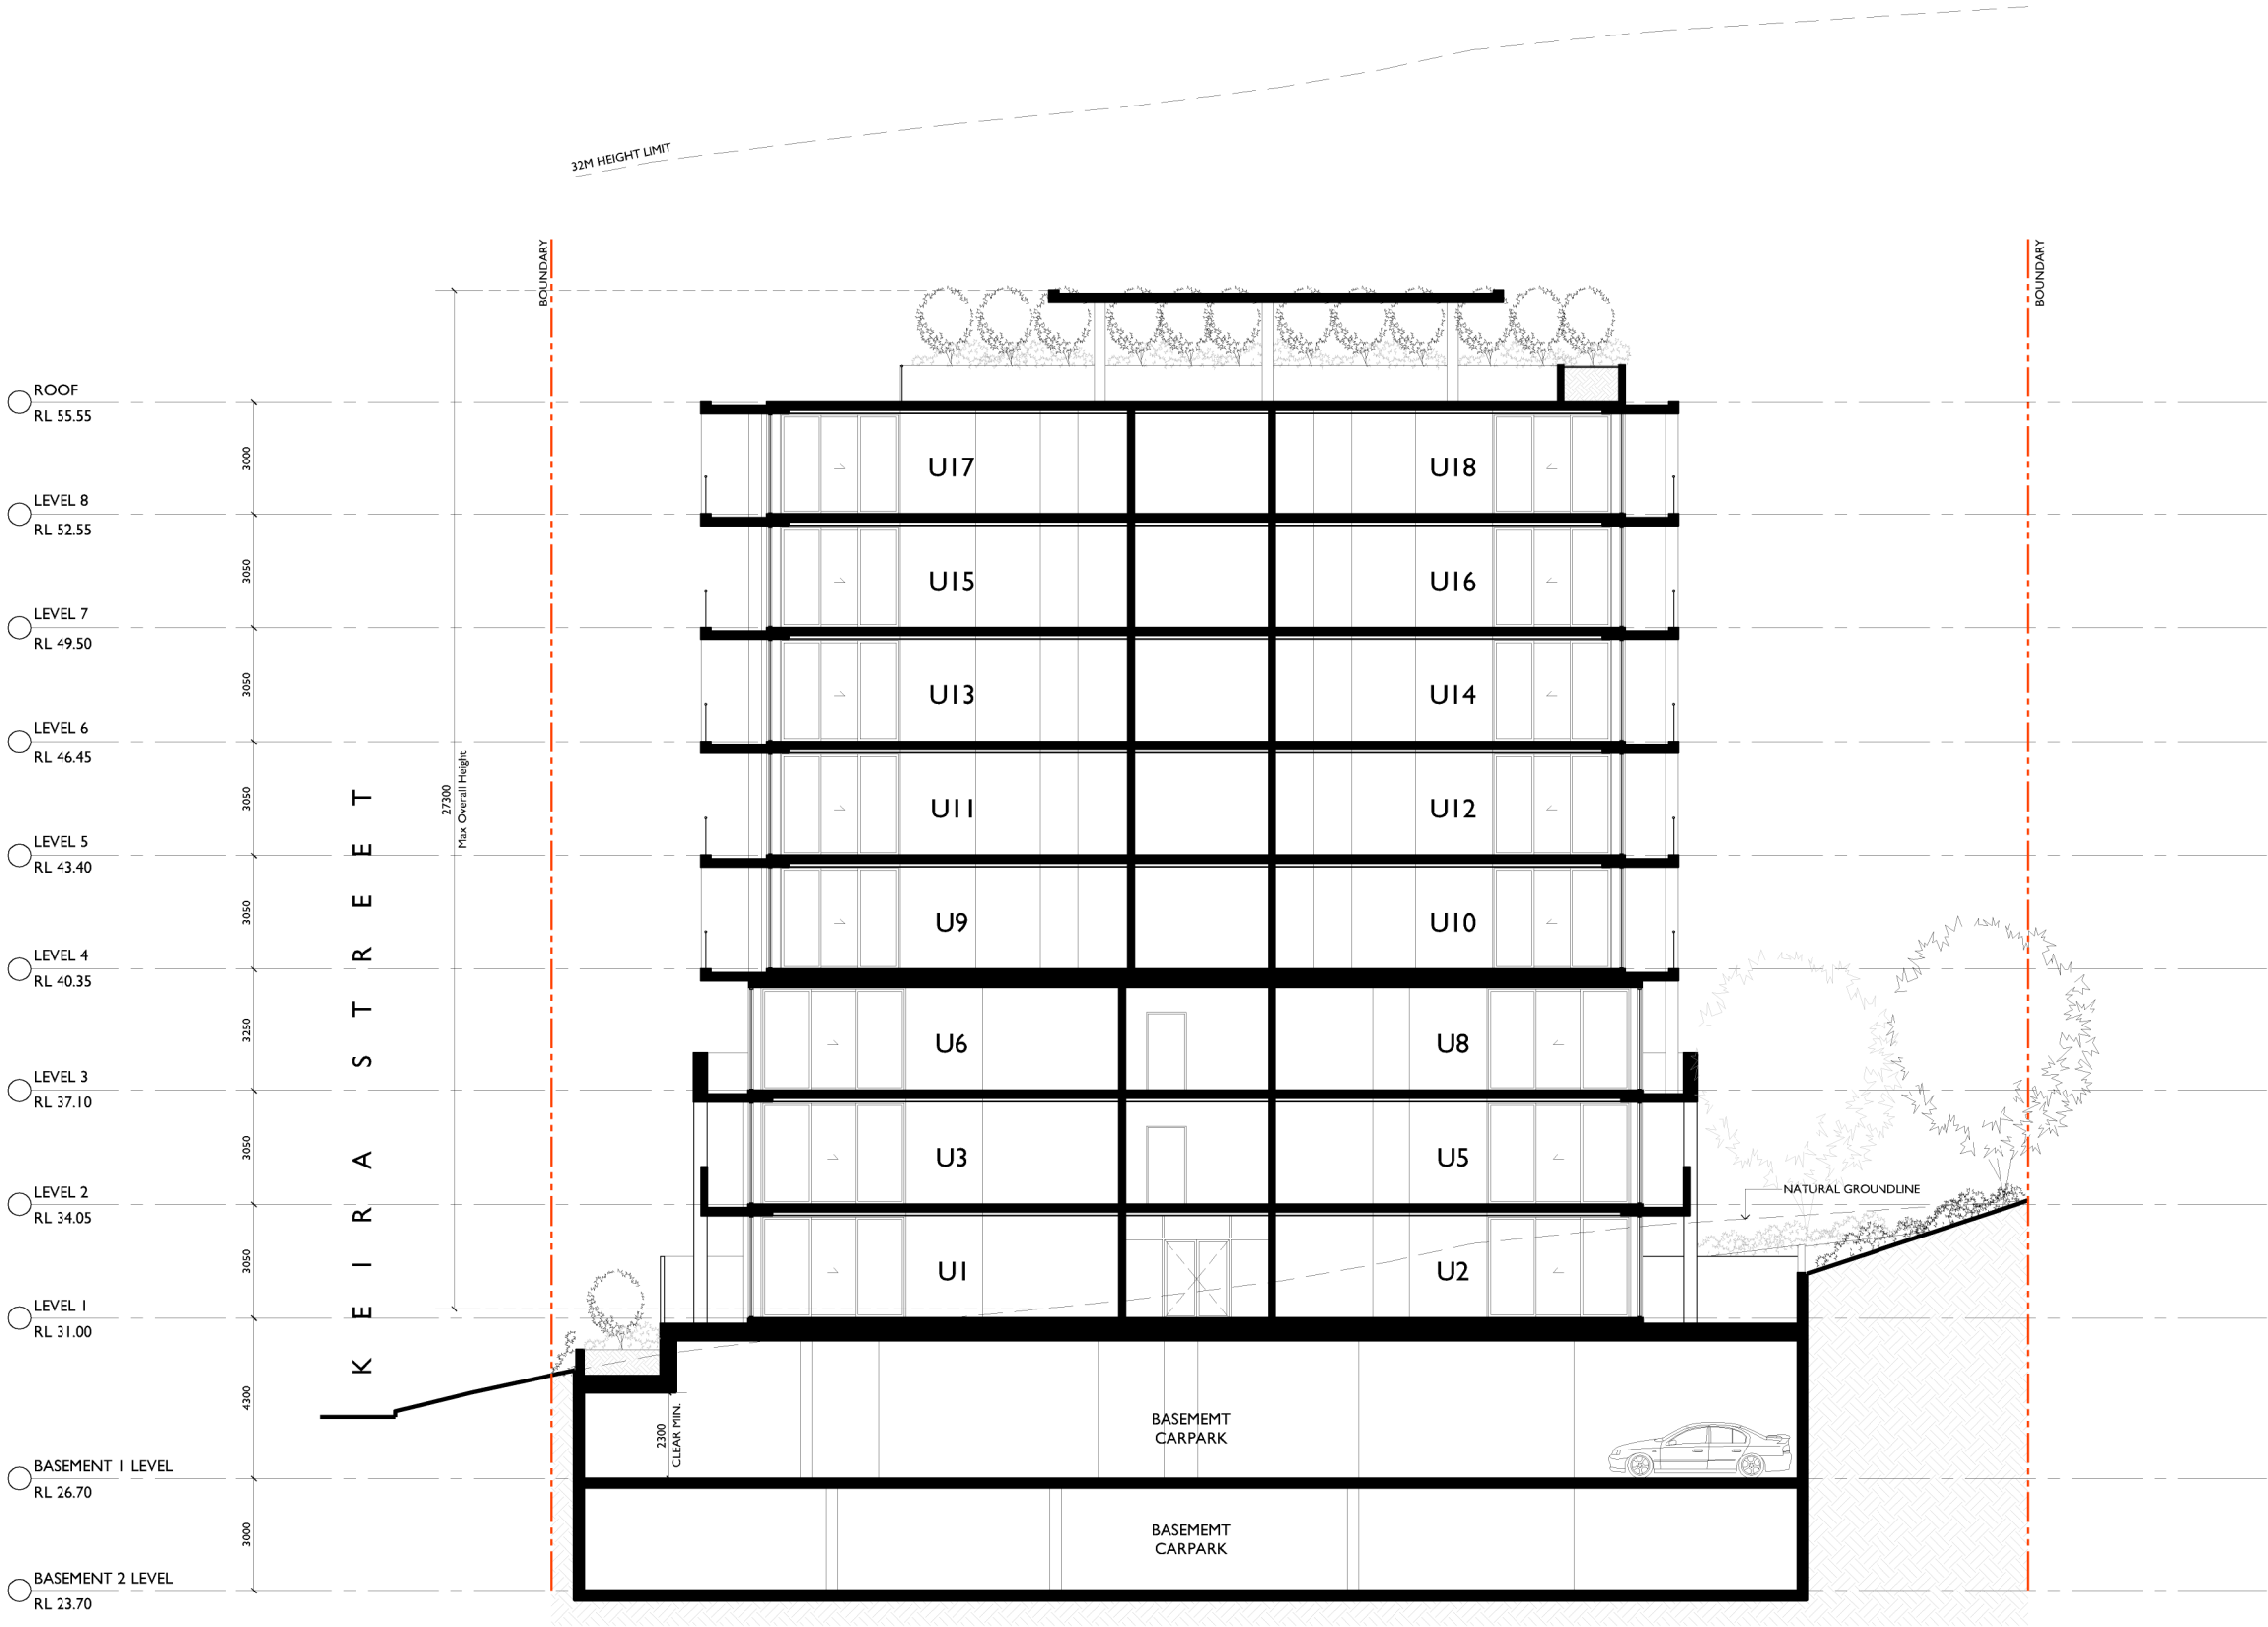 32M HEIGHT LIMIT
BOUNDARY
BOUNDARY
ROOF
RL 55.55
3000
U17
U18
LEVEL 8
RL 52.55
3050
U15
U16
LEVEL 7
RL 49.50
3050
U13
U14
LEVEL 6
RL 46.45
27300
Max Overall Height
3050
U11
U12
LEVEL 5
RL 43.40
3050
U9
U10
LEVEL 4
RL 40.35
3250
U6
U8
LEVEL 3
RL 37.10
KEIRA STREET
3050
U3
U5
LEVEL 2
RL 34.05
NATURAL GROUNDLINE
3050
U1
U2
LEVEL 1
RL 31.00
4300
2300
CLEAR MIN.
BASEMEMT
CARPARK
BASEMENT 1 LEVEL
RL 26.70
3000
BASEMEMT
CARPARK
BASEMENT 2 LEVEL
RL 23.70